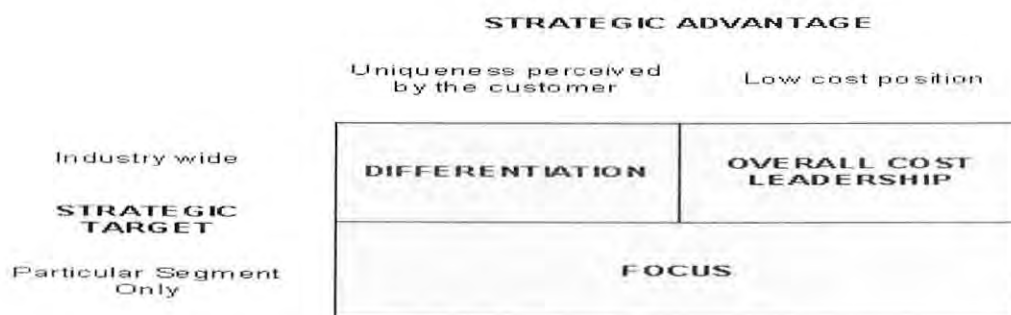 STRATEGIC ADVANTAGE
Uniqueness perceived
by the customer
Low cost position
Industry wide
DIFFERENTIATION
OVERALL COST
LEADERSHIP
STRATEGIC
TARGET
Particular Segment
Only
FOCUS